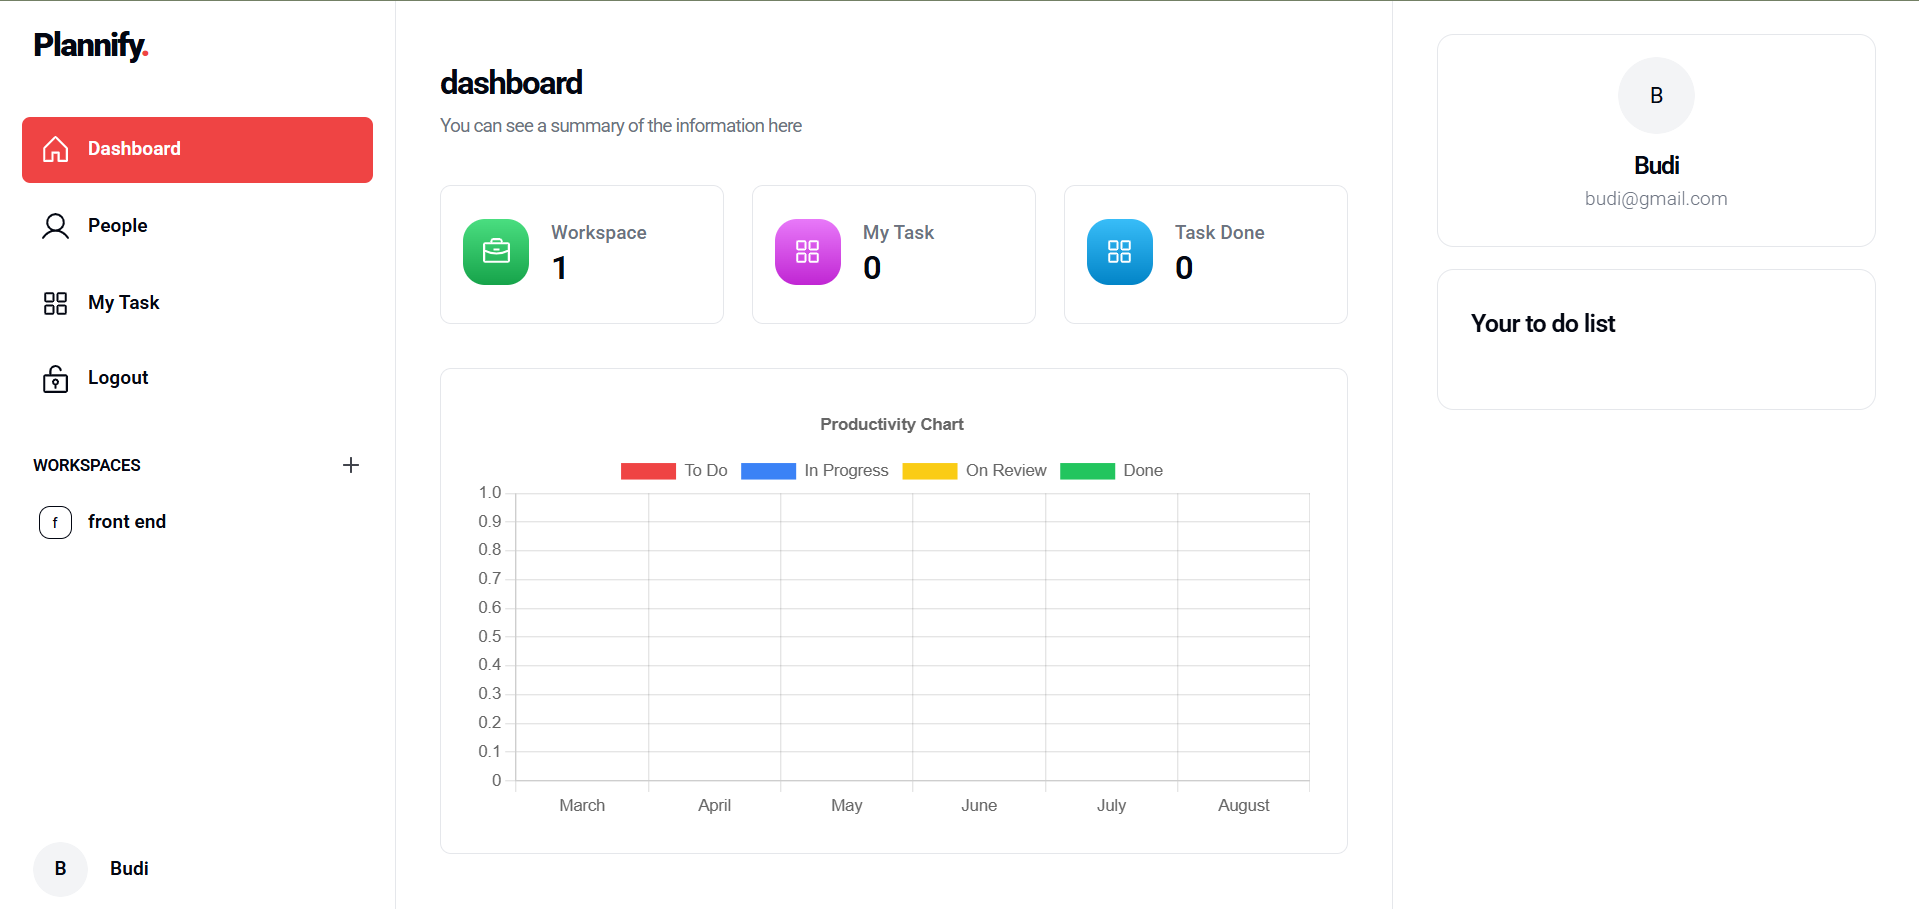 Plannify.
Dashboard
People
My Task
Logout
WORKSPACES
f front end
B Budi
dashboard
You can see a summary of the information here
Workspace
1
My Task
0
Task Done
0
Productivity Chart
To Do In Progress On Review Done
1.0
0.9
0.8
0.7
0.6
0.5
0.4
0.3
0.2
0.1
0
March April May June July August
B
Budi
budi@gmail.com
Your to do list